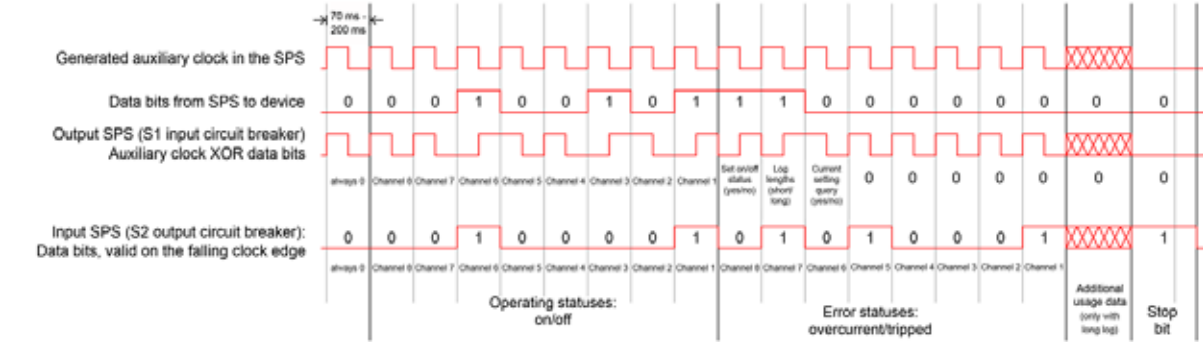 70 ms -
200 ms
Generated auxiliary clock in the SPS
Data bits from SPS to device
0 0 0 1 0 0 1 0 1 1 1 0 0 0 0 0 0 0 0
Output SPS (S1 input circuit breaker)
Auxiliary clock XOR data bits
always 0 Channel 8 Channel 7 Channel 6 Channel 5 Channel 4 Channel 3 Channel 2 Channel 1
Set on/off
status
(yes/no)
Log
lengths
(short/
long)
Current
setting
query
(yes/no)
0 0 0 0 0 0 0
Input SPS (S2 output circuit breaker):
Data bits, valid on the falling clock edge
0 0 0 1 0 0 0 0 1 0 1 0 1 0 0 0 1 1
always 0 Channel 8 Channel 7 Channel 6 Channel 5 Channel 4 Channel 3 Channel 2 Channel 1 Channel 8 Channel 7 Channel 6 Channel 5 Channel 4 Channel 3 Channel 2 Channel 1
Operating statuses:
on/off
Error statuses:
overcurrent/tripped
Additional
usage data
(only with
long log)
Stop
bit